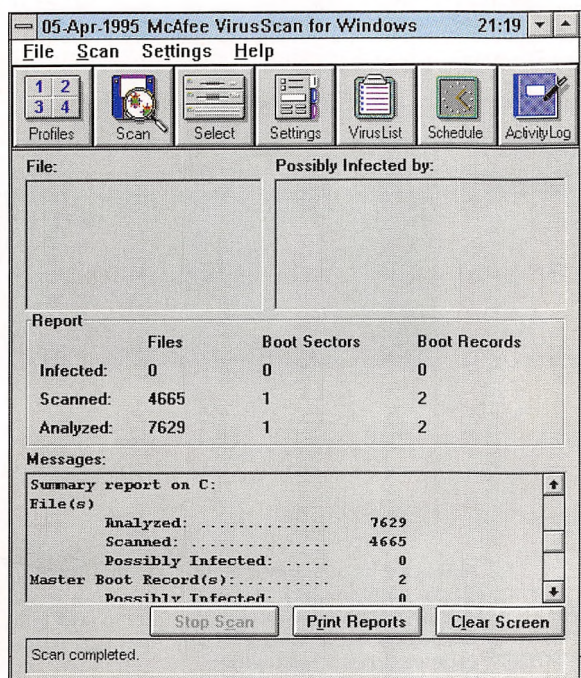 05-Apr-1995 McAfee VirusScan for Windows 21:19
File Scan Settings Help
1 2
3 4
Profiles Scan Select Settings VirusList Schedule ActivityLog
File: Possibly Infected by:
Report
Files Boot Sectors Boot Records
Infected: 0 0 0
Scanned: 4665 1 2
Analyzed: 7629 1 2
Messages:
Summary report on C:
File(s)
Analyzed: .............. 7629
Scanned: ............... 4665
Possibly Infected: ..... 0
Master Boot Record(s):......... 2
Possibly Infected: 0
Stop Scan Print Reports Clear Screen
Scan completed.